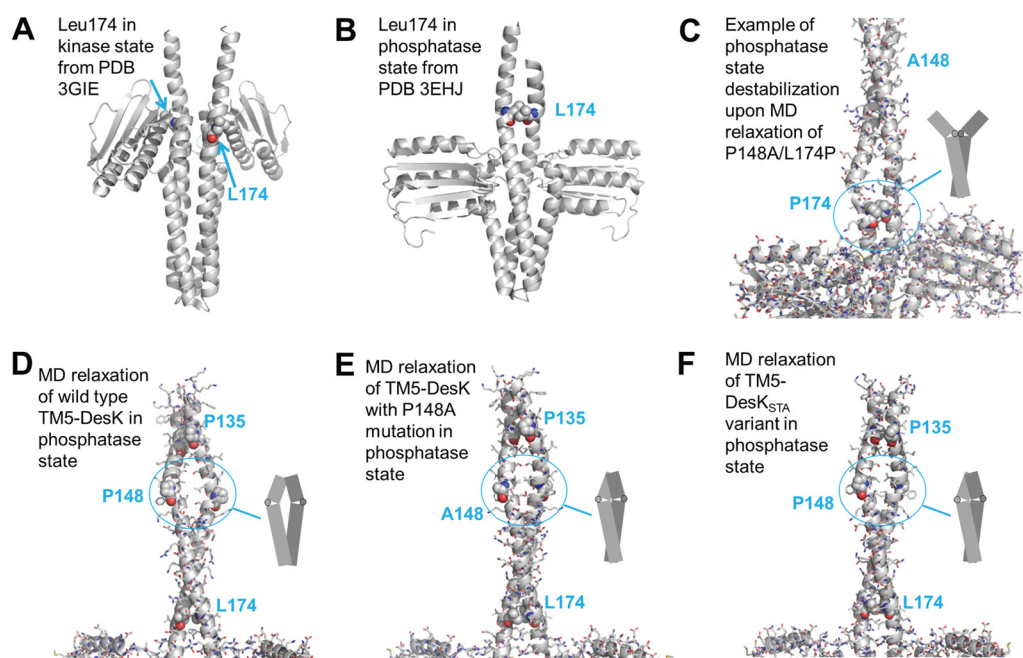 A
Leu174 in
kinase state
from PDB
3GIE
L174
B
Leu174 in
phosphatase
state from
PDB 3EHJ
L174
C
Example of
phosphatase
state
destabilization
upon MD
relaxation of
P148A/L174P
A148
P174
D
MD relaxation
of wild type
TM5-DesK in
phosphatase
state
P135
P148
L174
E
MD relaxation
of TM5-DesK
with P148A
mutation in
phosphatase
state
P135
A148
L174
F
MD relaxation
of TM5-
DesKSTA
variant in
phosphatase
state
P135
P148
L174